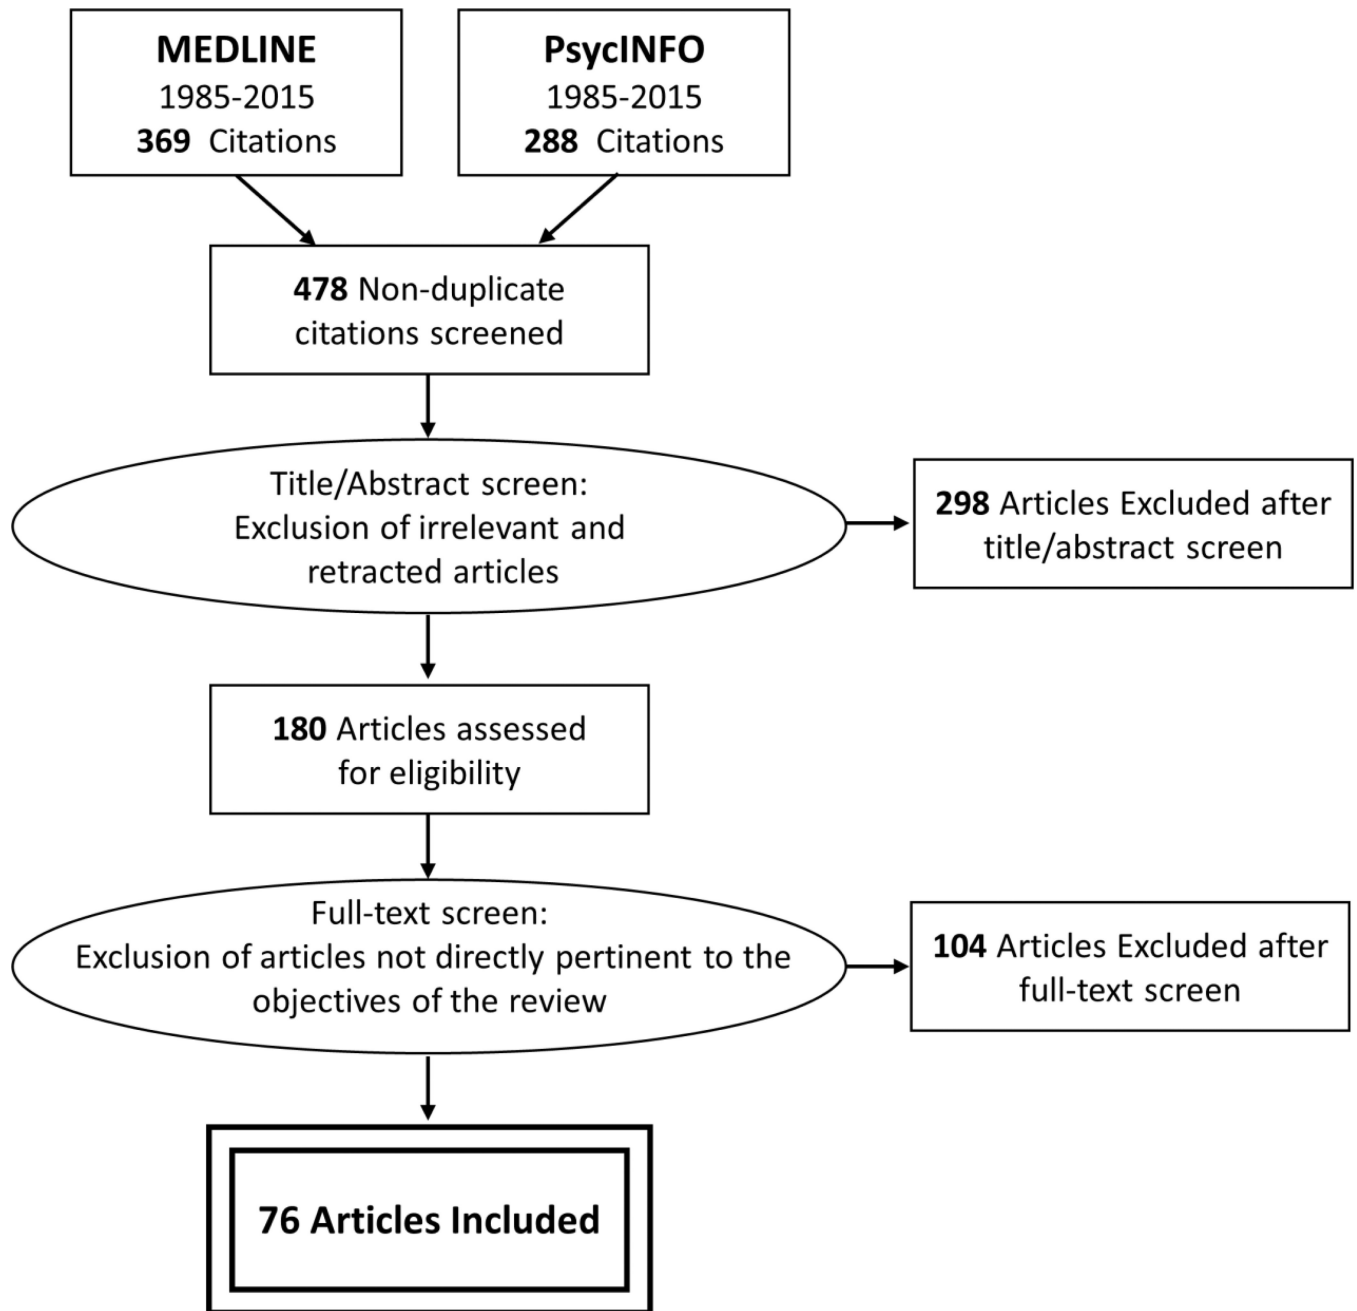 MEDLINE
1985-2015
369 Citations
PsycINFO
1985-2015
288 Citations
478 Non-duplicate
citations screened
Title/Abstract screen:
Exclusion of irrelevant and
retracted articles
298 Articles Excluded after
title/abstract screen
180 Articles assessed
for eligibility
Full-text screen:
Exclusion of articles not directly pertinent to the
objectives of the review
104 Articles Excluded after
full-text screen
76 Articles Included